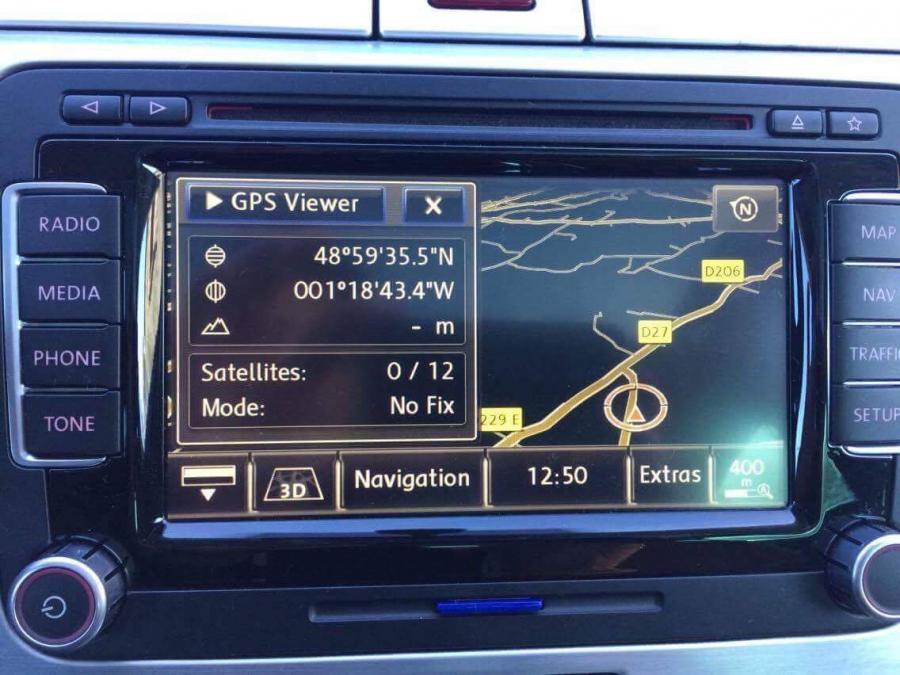 RADIO
MEDIA
PHONE
TONE
GPS Viewer
48°59'35.5"N
001°18'43.4"W
- m
Satellites: 0 / 12
Mode: No Fix
N
D206
D27
229 E
3D
Navigation
12:50
Extras
400
m
A
MAP
NAV
TRAFFI
SETUP